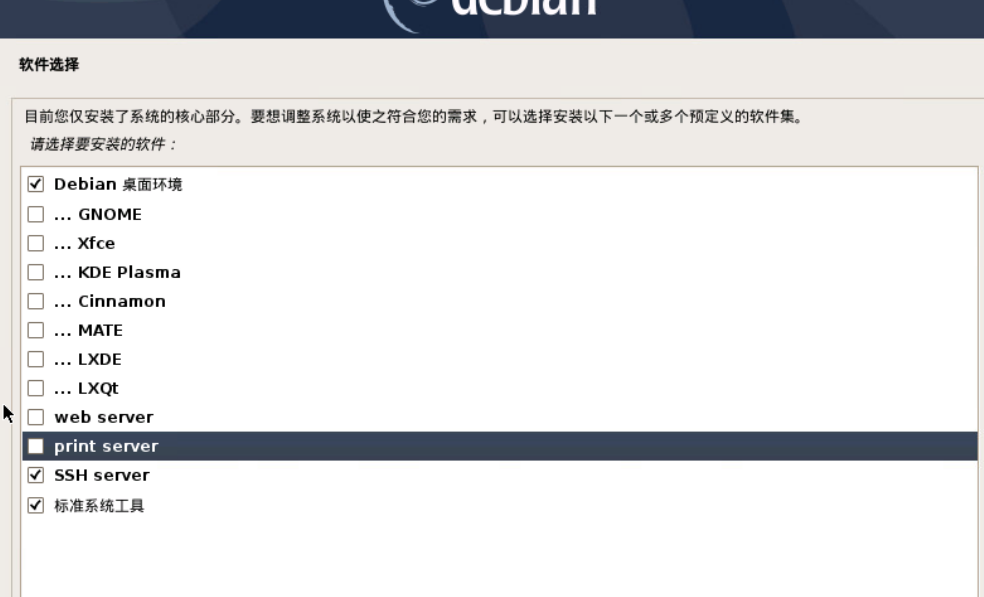 debian
软件选择
目前您仅安装了系统的核心部分。要想调整系统以使之符合您的需求，可以选择安装以下一个或多个预定义的软件集。
请选择要安装的软件：
Debian 桌面环境
... GNOME
... Xfce
... KDE Plasma
... Cinnamon
... MATE
... LXDE
... LXQt
web server
print server
SSH server
标准系统工具